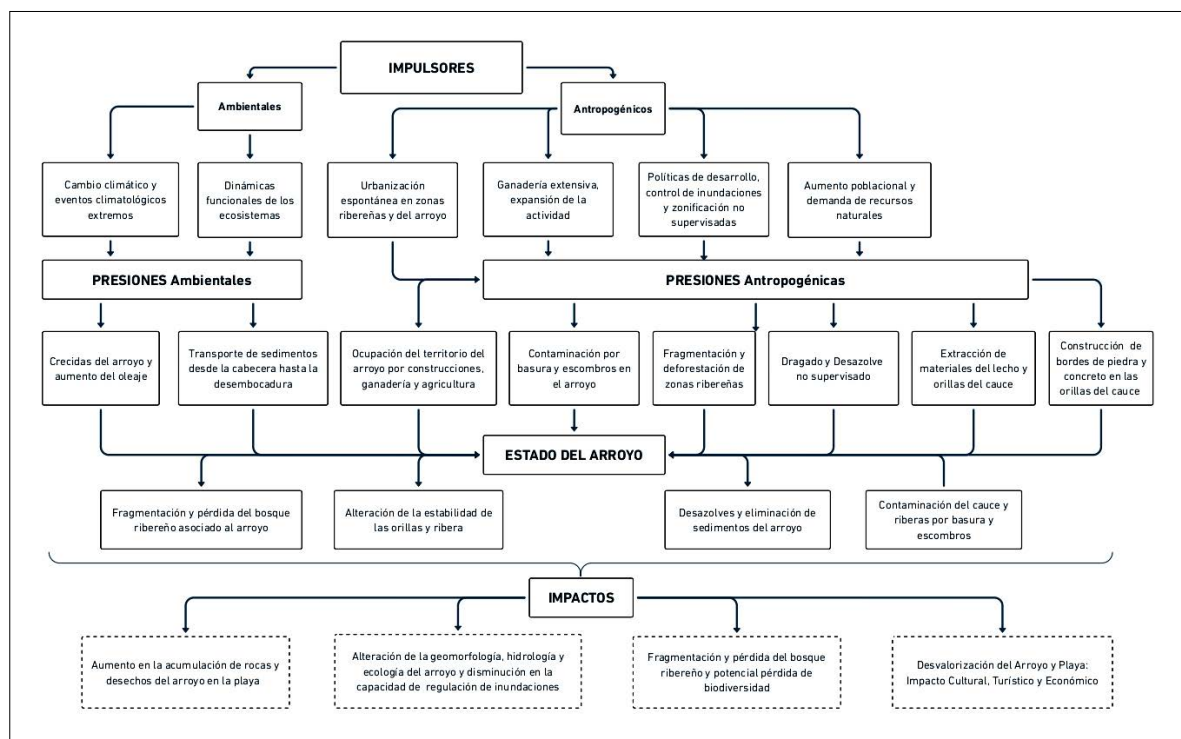 IMPULSORES
Ambientales
Antropogénicos
Cambio climático y
eventos climatológicos
extremos
Dinámicas
funcionales de los
ecosistemas
Urbanización
espontánea en zonas
ribereñas y del arroyo
Ganadería extensiva,
expansión de la
actividad
Políticas de desarrollo,
control de inundaciones
y zonificación no
supervisadas
Aumento poblacional y
demanda de recursos
naturales
PRESIONES Ambientales
PRESIONES Antropogénicas
Crecidas del arroyo y
aumento del oleaje
Transporte de sedimentos
desde la cabecera hasta la
desembocadura
Ocupación del territorio del
arroyo por construcciones,
ganadería y agricultura
Contaminación por
basura y escombros en
el arroyo
Fragmentación y
deforestación de
zonas ribereñas
Dragado y Desazolve
no supervisado
Extracción de
materiales del lecho y
orillas del cauce
Construcción de
bordes de piedra y
concreto en las
orillas del cauce
ESTADO DEL ARROYO
Fragmentación y pérdida del bosque
ribereño asociado al arroyo
Alteración de la estabilidad de
las orillas y ribera
Desazolves y eliminación de
sedimentos del arroyo
Contaminación del cauce y
riberas por basura y
escombros
IMPACTOS
Aumento en la acumulación de rocas y
desechos del arroyo en la playa
Alteración de la geomorfología, hidrología y
ecología del arroyo y disminución en la
capacidad de regulación de inundaciones
Fragmentación y pérdida del bosque
ribereño y potencial pérdida de
biodiversidad
Desvalorización del Arroyo y Playa:
Impacto Cultural, Turístico y Económico